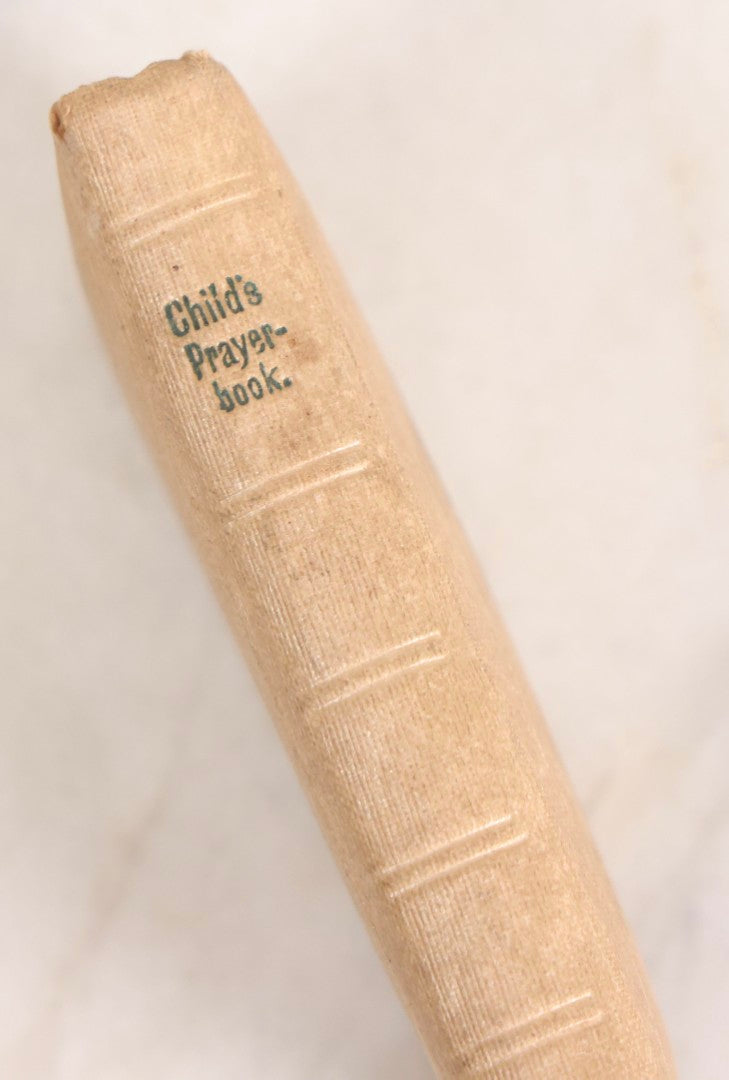 Child's
Prayer-
book.